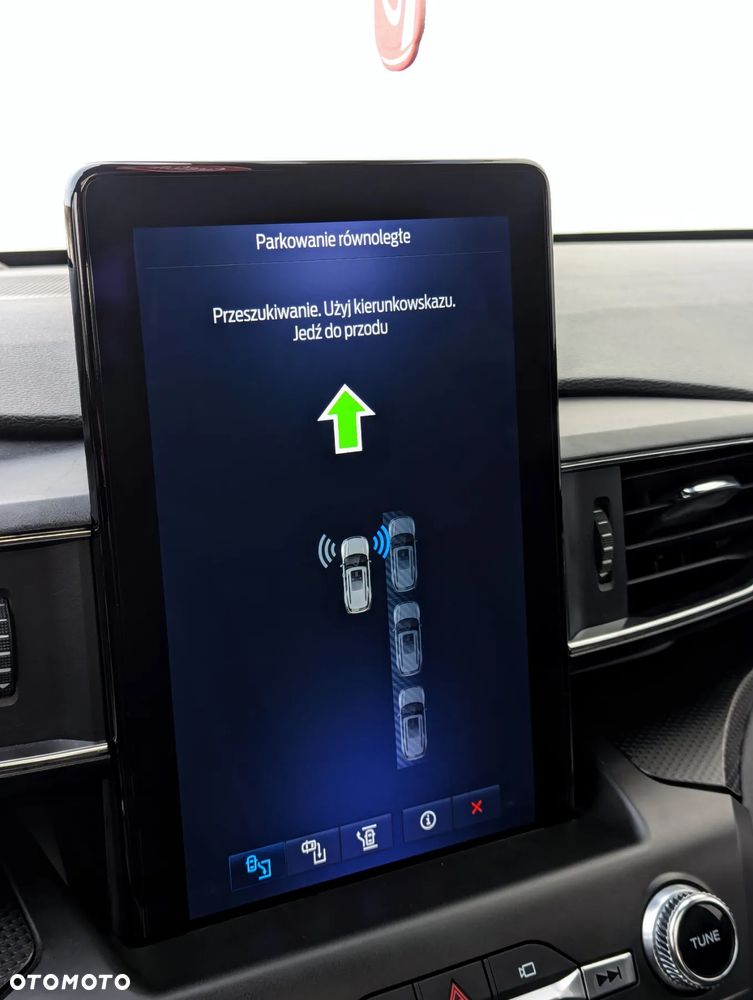 Parkowanie równoległe
Przeszukiwanie. Użyj kierunkowskazu.
Jedź do przodu
TUNE
OTOMOTO